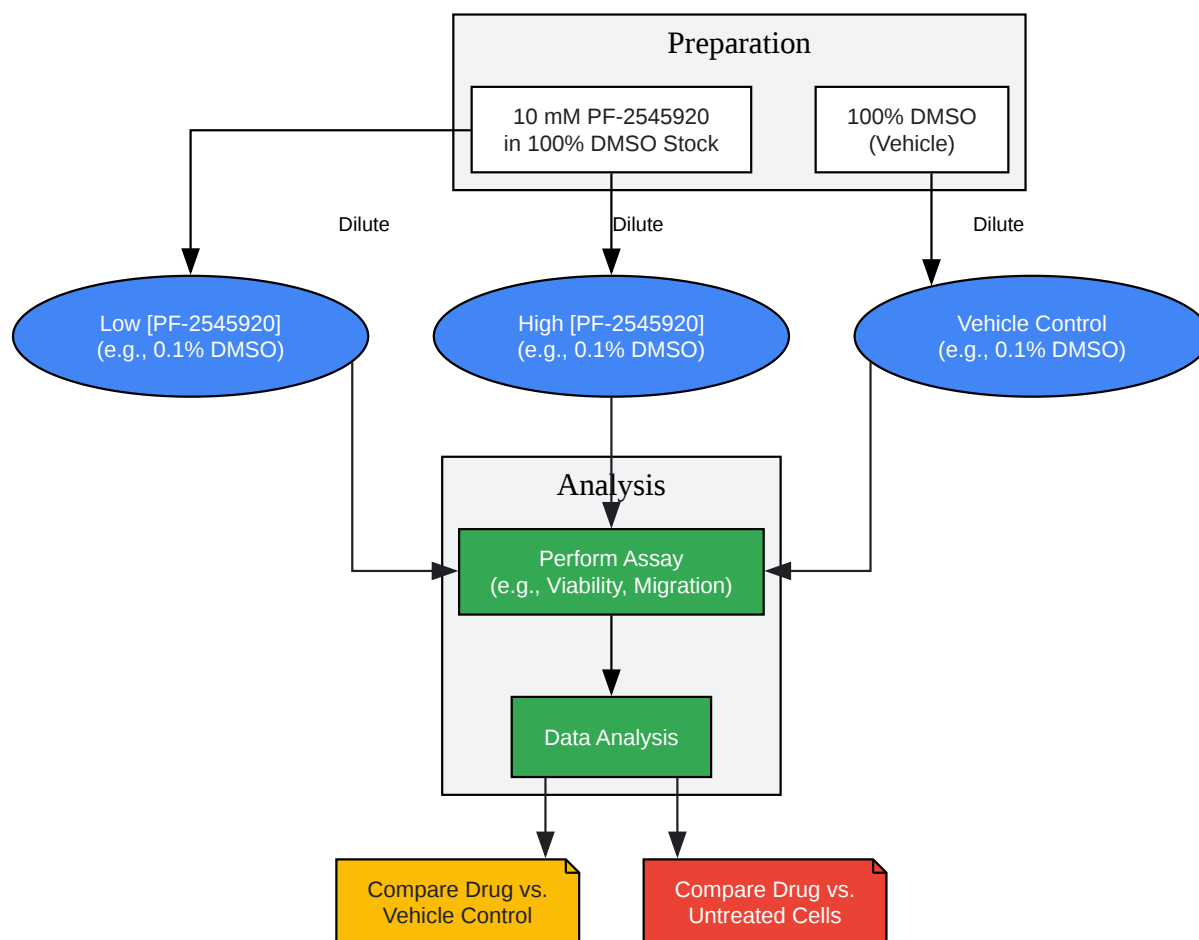 Preparation
10 mM PF-2545920
in 100% DMSO Stock
100% DMSO
(Vehicle)
Dilute
Dilute
Dilute
Low [PF-2545920]
(e.g., 0.1% DMSO)
High [PF-2545920]
(e.g., 0.1% DMSO)
Vehicle Control
(e.g., 0.1% DMSO)
Analysis
Perform Assay
(e.g., Viability, Migration)
Data Analysis
Compare Drug vs.
Vehicle Control
Compare Drug vs.
Untreated Cells